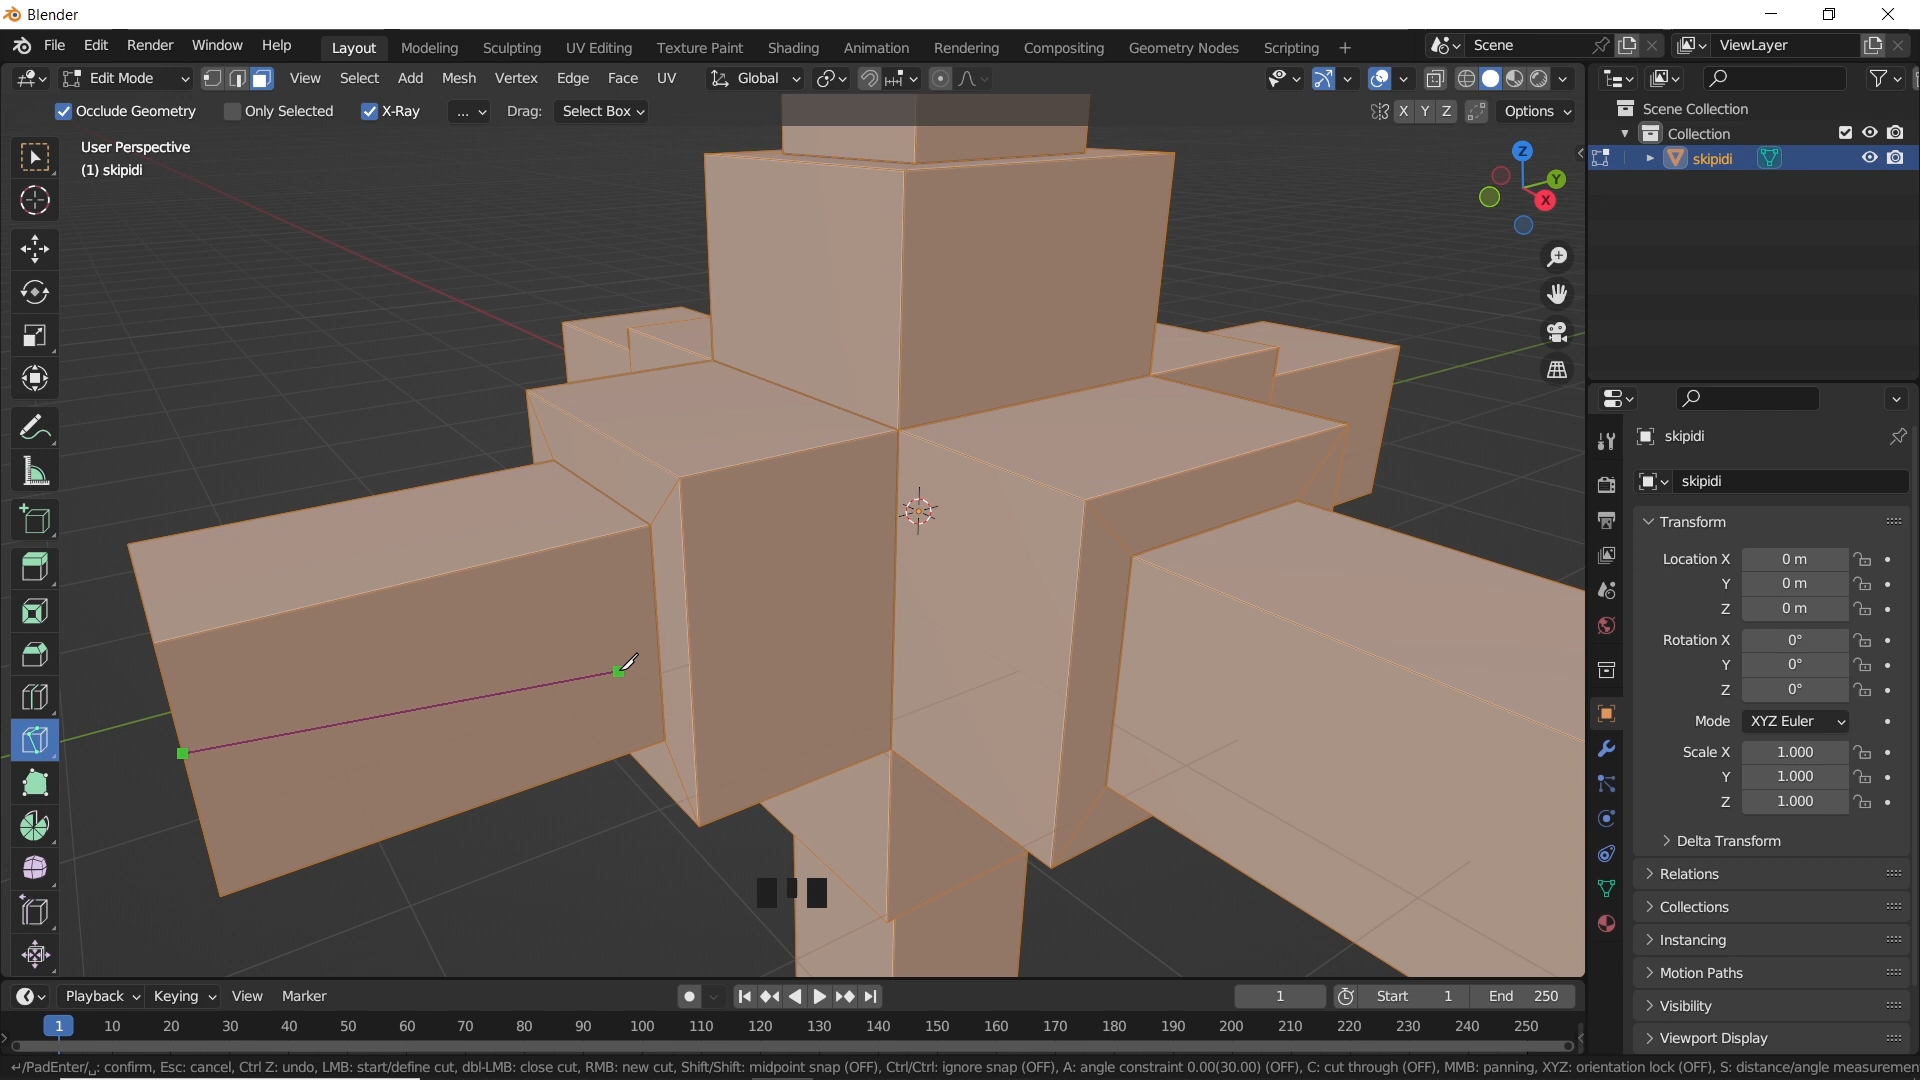 Blender
File Edit Render Window Help Layout Modeling Sculpting UV Editing Texture Paint Shading Animation Rendering Compositing Geometry Nodes Scripting + Scene ViewLayer
Edit Mode View Select Add Mesh Vertex Edge Face UV Global
Occlude Geometry Only Selected X-Ray ... Drag: Select Box X Y Z Options
User Perspective
(1) skipidi
Z
Y
X
Scene Collection
Collection
skipidi
skipidi
skipidi
Transform
Location X 0 m
Y 0 m
Z 0 m
Rotation X 0°
Y 0°
Z 0°
Mode XYZ Euler
Scale X 1.000
Y 1.000
Z 1.000
Delta Transform
Relations
Collections
Instancing
Motion Paths
Visibility
Viewport Display
Playback Keying View Marker 1 Start 1 End 250
1 10 20 30 40 50 60 70 80 90 100 110 120 130 140 150 160 170 180 190 200 210 220 230 240 250
↵/PadEnter/␣: confirm, Esc: cancel, Ctrl Z: undo, LMB: start/define cut, dbl-LMB: close cut, RMB: new cut, Shift/Shift: midpoint snap (OFF), Ctrl/Ctrl: ignore snap (OFF), A: angle constraint 0.00(30.00) (OFF), C: cut through (OFF), MMB: panning, XYZ: orientation lock (OFF), S: distance/angle measuremen